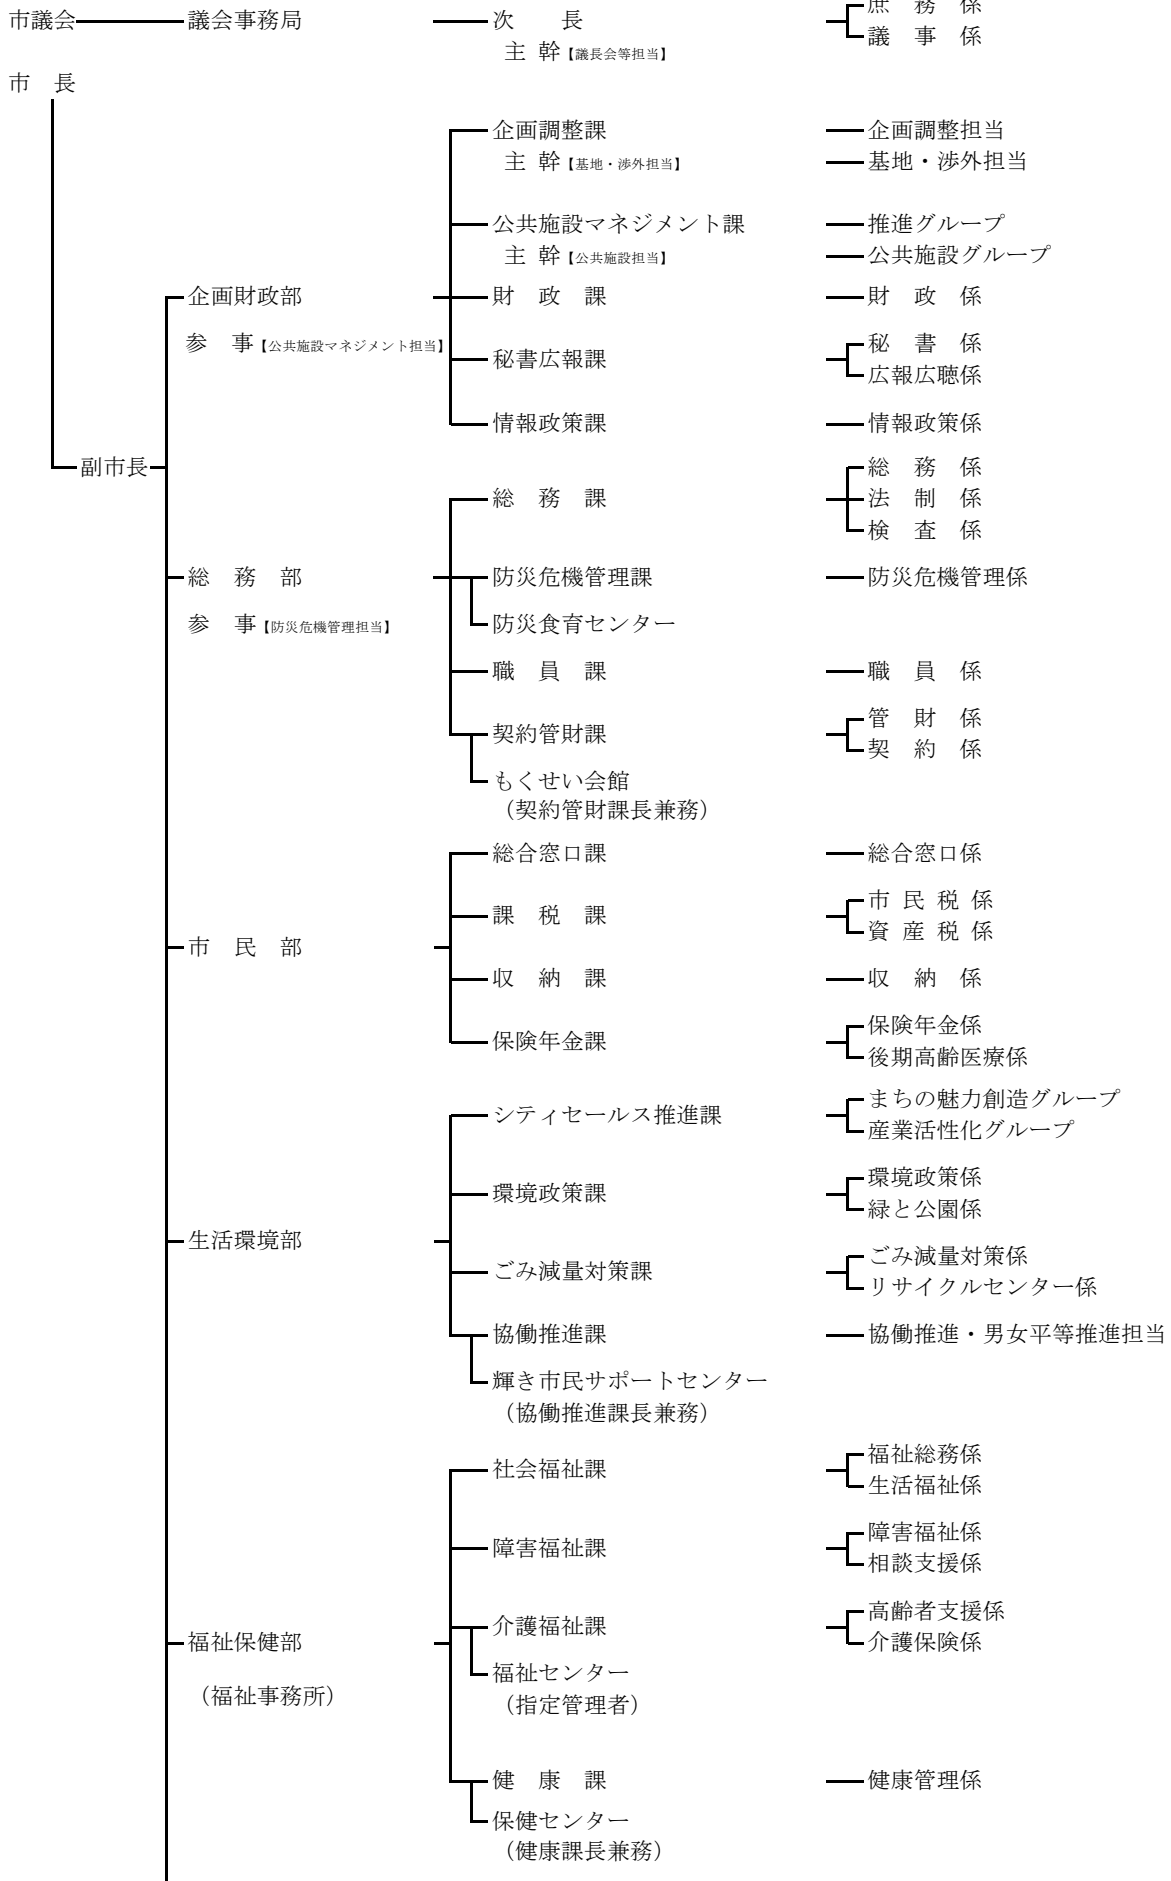 庶　務　係
市議会　議会事務局　次　　長
議　事　係
主　幹【議長会等担当】
市　長
企画調整課　企画調整担当
主　幹【基地・渉外担当】　基地・渉外担当
公共施設マネジメント課　推進グループ
主　幹【公共施設担当】　公共施設グループ
企画財政部　財　政　課　財　政　係
参　事【公共施設マネジメント担当】　秘　書　係
秘書広報課
広報広聴係
情報政策課　情報政策係
副市長　総　務　係
総　務　課　法　制　係
検　査　係
総　務　部　防災危機管理課　防災危機管理係
参　事【防災危機管理担当】　防災食育センター
職　員　課　職　員　係
管　財　係
契約管財課
契　約　係
もくせい会館
（契約管財課長兼務）
総合窓口課　総合窓口係
市 民 税 係
課　税　課
資 産 税 係
市　民　部
収　納　課　収　納　係
保険年金係
保険年金課
後期高齢医療係
まちの魅力創造グループ
シティセールス推進課
産業活性化グループ
環境政策係
環境政策課
緑と公園係
生活環境部
ごみ減量対策係
ごみ減量対策課
リサイクルセンター係
協働推進課　協働推進・男女平等推進担当
輝き市民サポートセンター
（協働推進課長兼務）
福祉総務係
社会福祉課
生活福祉係
障害福祉係
障害福祉課
相談支援係
高齢者支援係
介護福祉課
福祉保健部　介護保険係
福祉センター
（福祉事務所）　（指定管理者）
健　康　課　健康管理係
保健センター
（健康課長兼務）